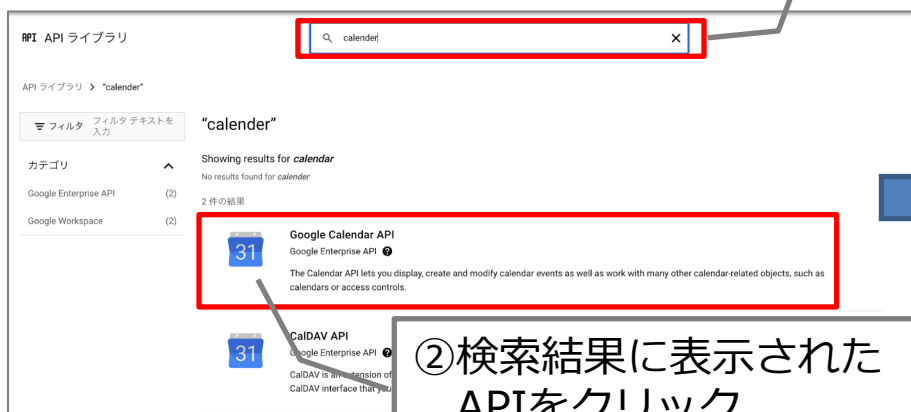 API API ライブラリ
calender
API ライブラリ > "calender"
フィルタ フィルタ テキストを
入力
カテゴリ
Google Enterprise API (2)
Google Workspace (2)
"calender"
Showing results for calendar
No results found for calender
2 件の結果
31
Google Calendar API
Google Enterprise API
The Calendar API lets you display, create and modify calendar events as well as work with many other calendar-related objects, such as
calendars or access controls.
31
CalDAV API
Google Enterprise API
CalDAV is an extension of
CalDAV interface that you
②検索結果に表示された
APIをクリック